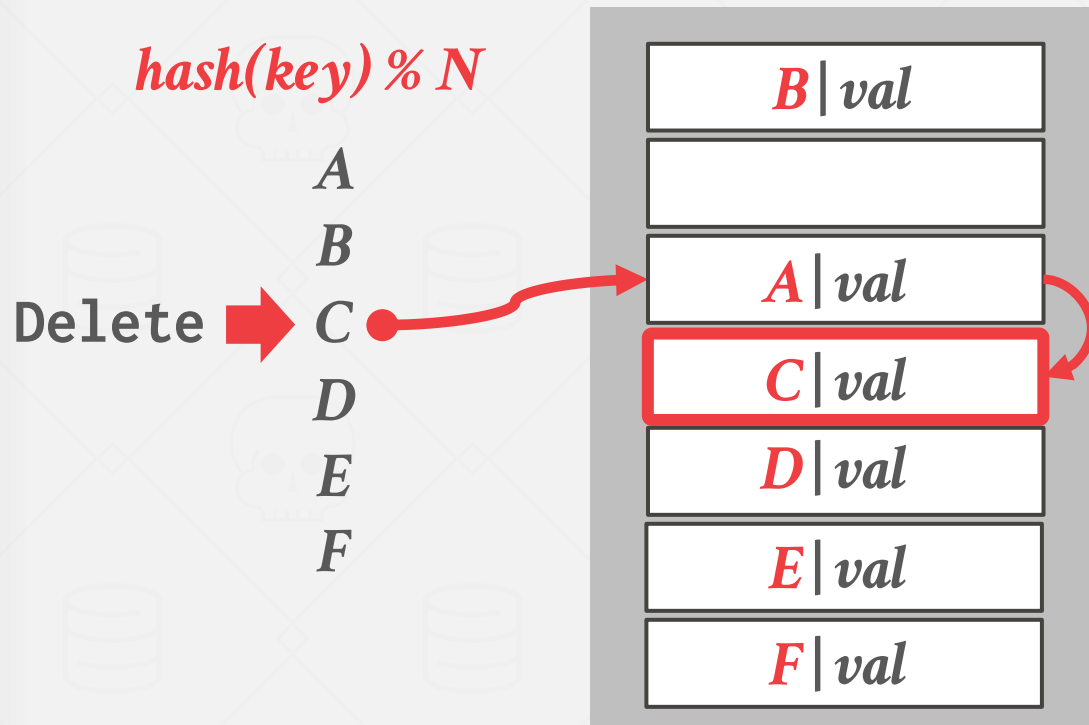 hash(key) % N
A
B
Delete C
D
E
F
B|val
A|val
C|val
D|val
E|val
F|val